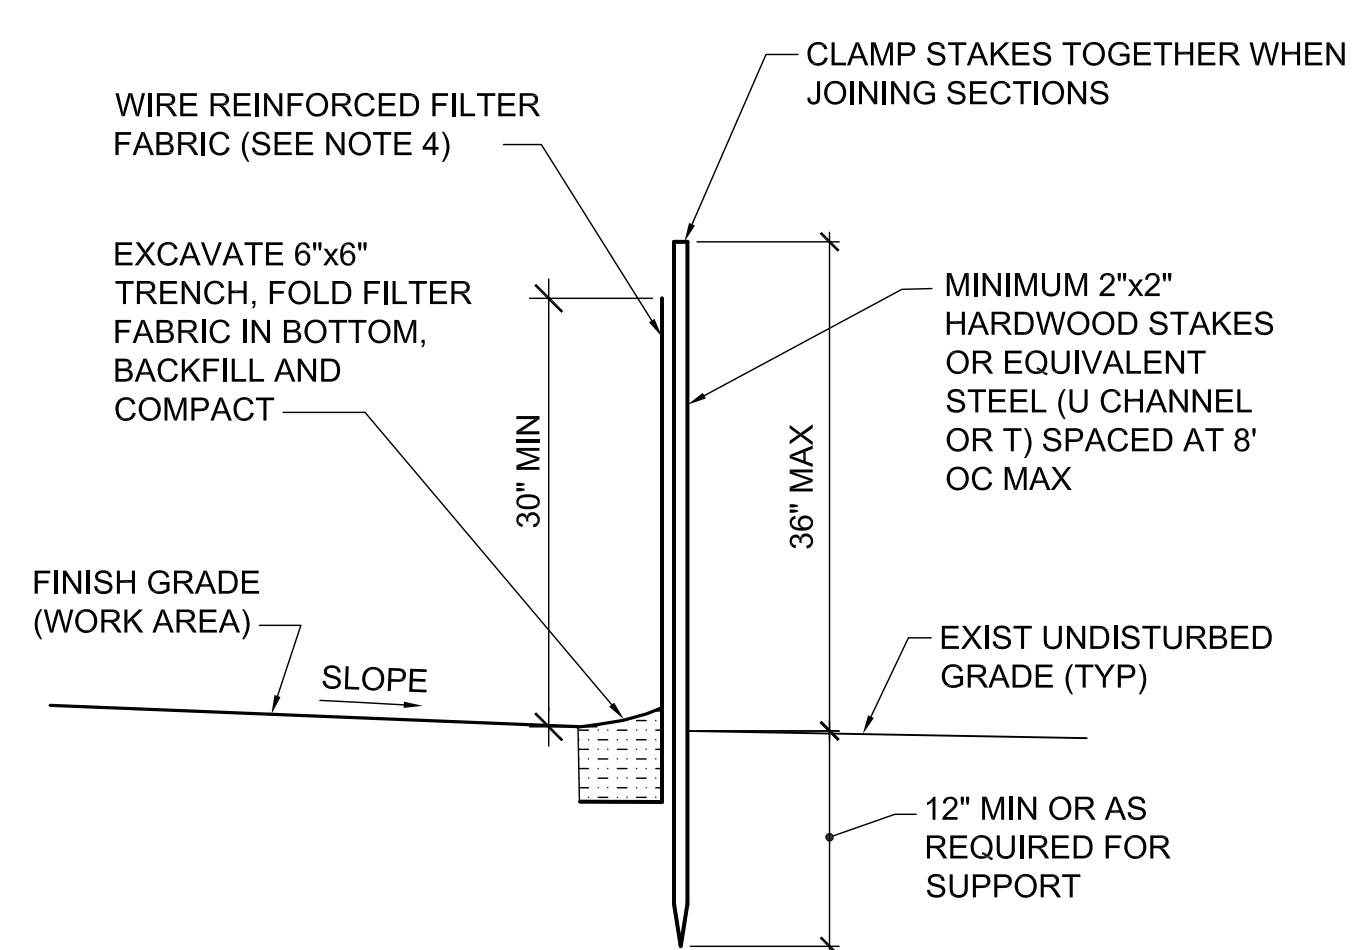 CLAMP STAKES TOGETHER WHEN
JOINING SECTIONS
WIRE REINFORCED FILTER
FABRIC (SEE NOTE 4)
EXCAVATE 6"x6"
TRENCH, FOLD FILTER
FABRIC IN BOTTOM,
BACKFILL AND
COMPACT
MINIMUM 2"x2"
HARDWOOD STAKES
OR EQUIVALENT
STEEL (U CHANNEL
OR T) SPACED AT 8'
OC MAX
30" MIN
36" MAX
FINISH GRADE
(WORK AREA)
SLOPE
EXIST UNDISTURBED
GRADE (TYP)
12" MIN OR AS
REQUIRED FOR
SUPPORT